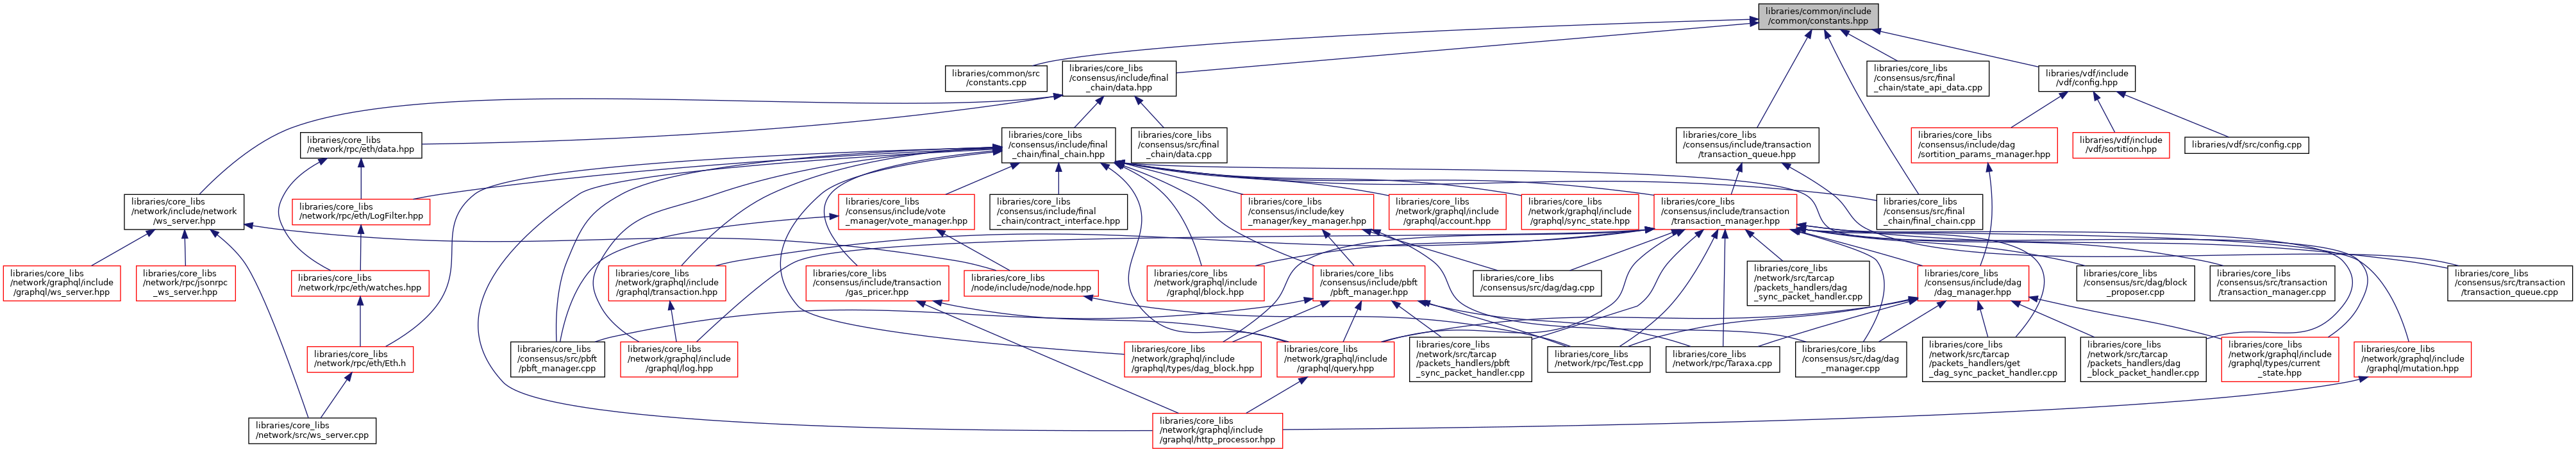 libraries/common/include
/common/constants.hpp
libraries/common/src
/constants.cpp
libraries/core_libs
/consensus/include/final
_chain/data.hpp
libraries/core_libs
/consensus/src/final
_chain/state_api_data.cpp
libraries/vdf/include
/vdf/config.hpp
libraries/core_libs
/network/rpc/eth/data.hpp
libraries/core_libs
/consensus/include/final
_chain/final_chain.hpp
libraries/core_libs
/consensus/src/final
_chain/data.cpp
libraries/core_libs
/consensus/include/transaction
/transaction_queue.hpp
libraries/core_libs
/consensus/include/dag
/sortition_params_manager.hpp
libraries/vdf/include
/vdf/sortition.hpp
libraries/vdf/src/config.cpp
libraries/core_libs
/network/include/network
/ws_server.hpp
libraries/core_libs
/network/rpc/eth/LogFilter.hpp
libraries/core_libs
/consensus/include/vote
_manager/vote_manager.hpp
libraries/core_libs
/consensus/include/final
_chain/contract_interface.hpp
libraries/core_libs
/consensus/include/key
_manager/key_manager.hpp
libraries/core_libs
/network/graphql/include
/graphql/account.hpp
libraries/core_libs
/network/graphql/include
/graphql/sync_state.hpp
libraries/core_libs
/consensus/include/transaction
/transaction_manager.hpp
libraries/core_libs
/consensus/src/final
_chain/final_chain.cpp
libraries/core_libs
/network/graphql/include
/graphql/ws_server.hpp
libraries/core_libs
/network/rpc/jsonrpc
_ws_server.hpp
libraries/core_libs
/network/rpc/eth/watches.hpp
libraries/core_libs
/network/graphql/include
/graphql/transaction.hpp
libraries/core_libs
/consensus/include/transaction
/gas_pricer.hpp
libraries/core_libs
/node/include/node/node.hpp
libraries/core_libs
/network/graphql/include
/graphql/block.hpp
libraries/core_libs
/consensus/include/pbft
/pbft_manager.hpp
libraries/core_libs
/consensus/src/dag/dag.cpp
libraries/core_libs
/network/src/tarcap
/packets_handlers/dag
_sync_packet_handler.cpp
libraries/core_libs
/consensus/include/dag
/dag_manager.hpp
libraries/core_libs
/consensus/src/dag/block
_proposer.cpp
libraries/core_libs
/consensus/src/transaction
/transaction_manager.cpp
libraries/core_libs
/consensus/src/transaction
/transaction_queue.cpp
libraries/core_libs
/network/rpc/eth/Eth.h
libraries/core_libs
/consensus/src/pbft
/pbft_manager.cpp
libraries/core_libs
/network/graphql/include
/graphql/log.hpp
libraries/core_libs
/network/graphql/include
/graphql/types/dag_block.hpp
libraries/core_libs
/network/graphql/include
/graphql/query.hpp
libraries/core_libs
/network/src/tarcap
/packets_handlers/pbft
_sync_packet_handler.cpp
libraries/core_libs
/network/rpc/Test.cpp
libraries/core_libs
/network/rpc/Taraxa.cpp
libraries/core_libs
/consensus/src/dag/dag
_manager.cpp
libraries/core_libs
/network/src/tarcap
/packets_handlers/get
_dag_sync_packet_handler.cpp
libraries/core_libs
/network/src/tarcap
/packets_handlers/dag
_block_packet_handler.cpp
libraries/core_libs
/network/graphql/include
/graphql/types/current
_state.hpp
libraries/core_libs
/network/graphql/include
/graphql/mutation.hpp
libraries/core_libs
/network/src/ws_server.cpp
libraries/core_libs
/network/graphql/include
/graphql/http_processor.hpp